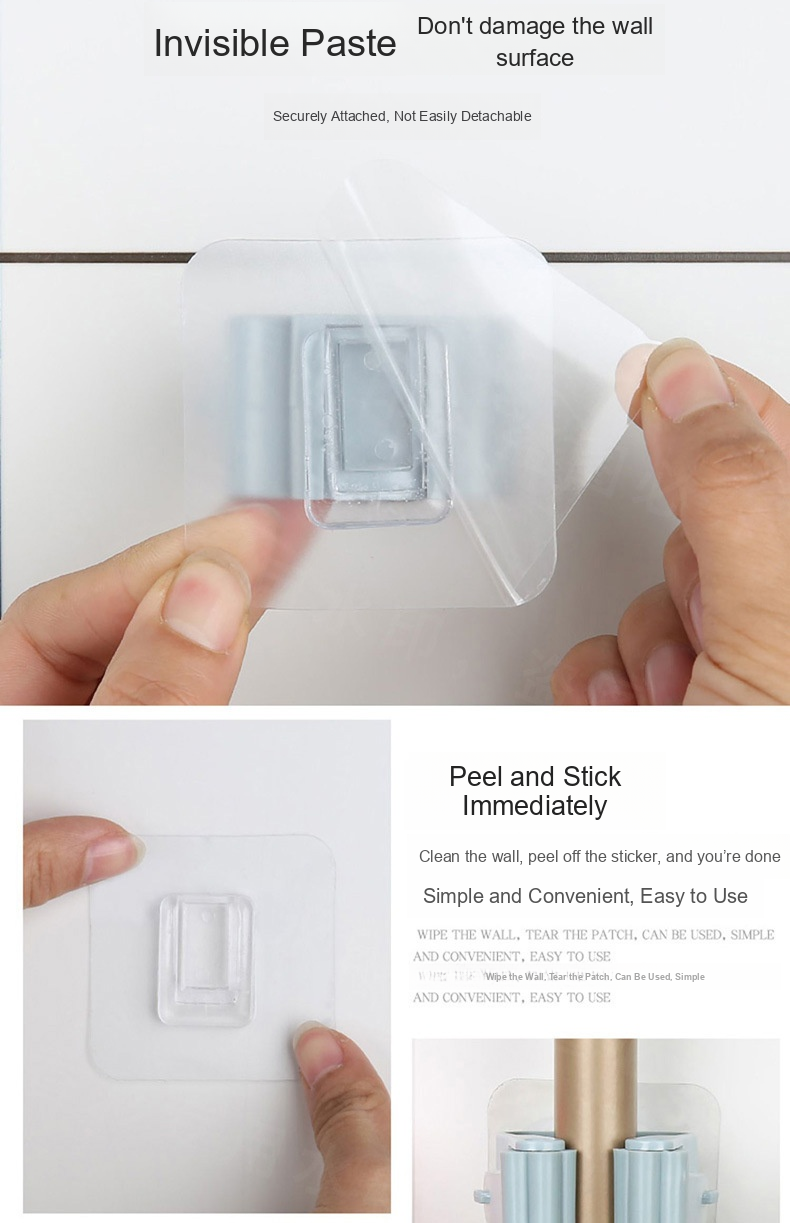 Invisible Paste
Don't damage the wall
surface
Securely Attached, Not Easily Detachable
Peel and Stick
Immediately
Clean the wall, peel off the sticker, and you’re done
Simple and Convenient, Easy to Use
WIPE THE WALL, TEAR THE PATCH, CAN BE USED, SIMPLE
AND CONVENIENT, EASY TO USE
Wipe the Wall, Tear the Patch, Can Be Used, Simple
AND CONVENIENT, EASY TO USE